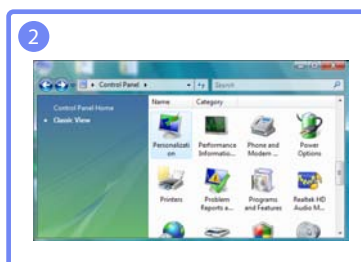 2
Control Panel
Search
Control Panel Home
Classic View
Name Category
Personalizati
on
Performance
Informatio...
Phone and
Modem ...
Power
Options
Printers
Problem
Reports a...
Programs
and Features
Realtek HD
Audio M...